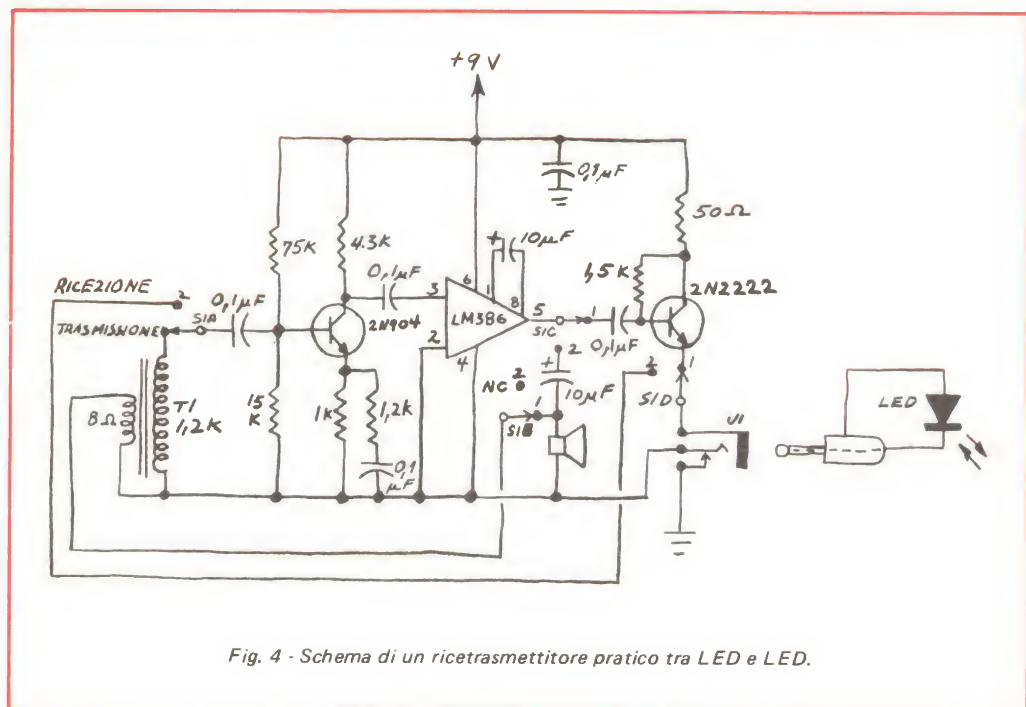 +9 V
0,1µF
50Ω
75K
4.3K
10µF
+
1,5K
2N2222
RICEZIONE
2
0,1µF
0,1µF
TRASMISSIONE
S1A
2N904
3
2
6
1
8
LM386
4
5
S1C
1
0,1µF
2
+
10µF
NC
2
1
S1B
2
1
S1D
J1
LED
8Ω
T1
1,2K
15
K
1K
1,2K
0,1
µF
Fig. 4 - Schema di un ricetrasmettitore pratico tra LED e LED.